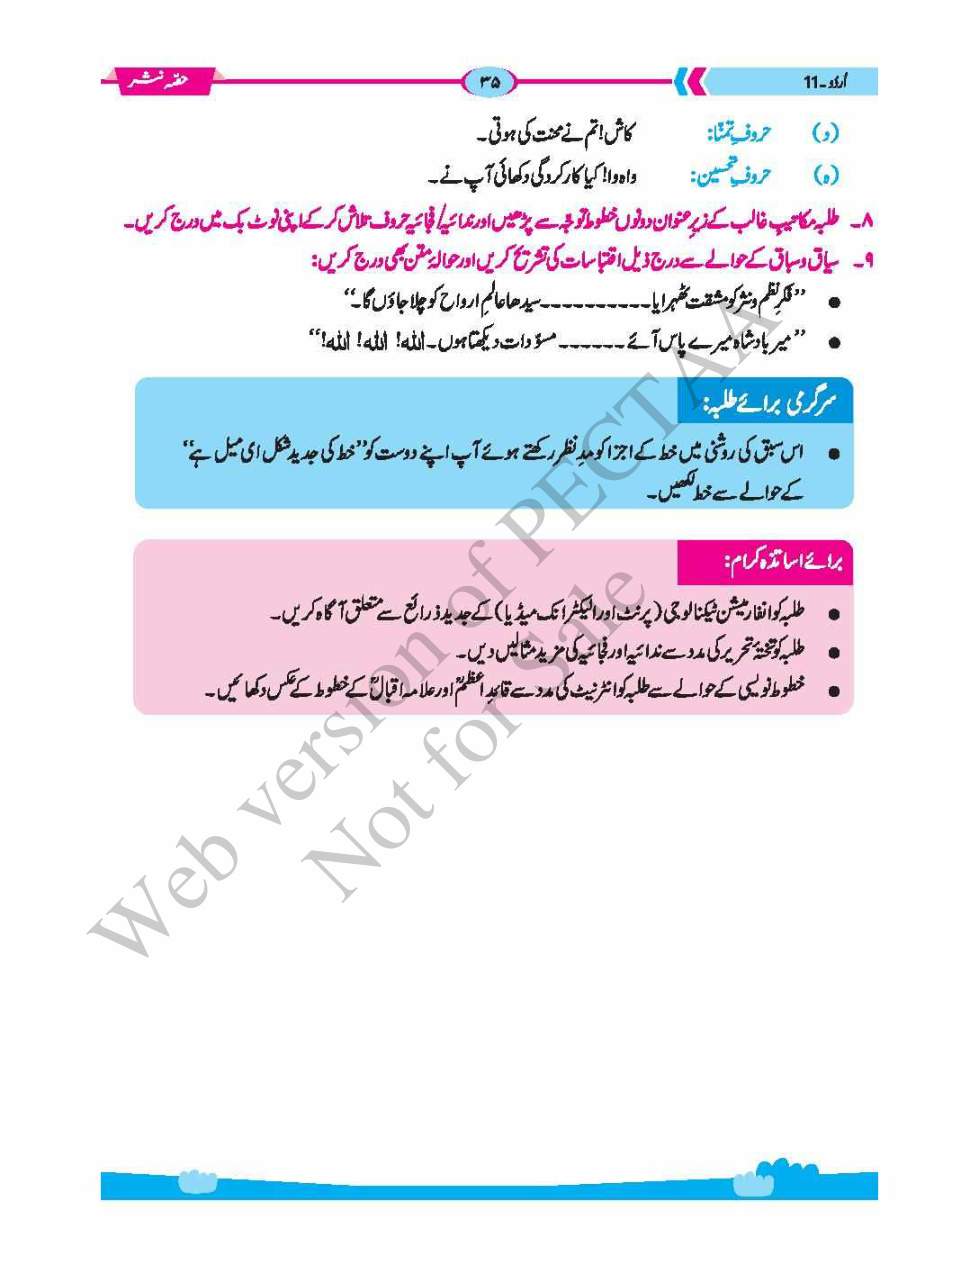 اُردو۔11
۳۵
حصّہ نثر
(د) حروفِ تمنّا: کاش! تم نے محنت کی ہوتی۔
(ہ) حروفِ تحسین: واہ وا! کیا کارکردگی دکھائی آپ نے۔
۸۔ طلبہ مکاتیبِ غالب کے زیرِ عنوان دونوں خطوط توجّہ سے پڑھیں اور ندائیہ/فجائیہ حروف تلاش کر کے اپنی نوٹ بک میں درج کریں۔
۹۔ سیاق و سباق کے حوالے سے درج ذیل اقتباسات کی تشریح کریں اور حوالۂ متن بھی درج کریں:
● ’’فکرِ نظم و نثر کو مشقت ٹھہرایا۔۔۔۔۔۔۔۔۔۔۔سیدھا عالمِ ارواح کو چلا جاؤں گا۔‘‘
● ’’میر بادشاہ میرے پاس آئے ۔۔۔۔۔۔ مسوّدات دیکھتا ہوں۔ اللہ! اللہ! اللہ!‘‘
سرگرمی برائے طلبہ:
● اس سبق کی روشنی میں خط کے اجزا کو مدِ نظر رکھتے ہوئے آپ اپنے دوست کو ’’خط کی جدید شکل ای میل ہے‘‘
کے حوالے سے خط لکھیں۔
برائے اساتذہ کرام:
● طلبہ کو انفارمیشن ٹیکنالوجی (پرنٹ اور الیکٹرانک میڈیا) کے جدید ذرائع سے متعلق آگاہ کریں۔
● طلبہ کو تختۂ تحریر کی مدد سے ندائیہ اور فجائیہ کی مزید مثالیں دیں۔
● خطوط نویسی کے حوالے سے طلبہ کو انٹرنیٹ کی مدد سے قائدِ اعظمؒ اور علامہ اقبالؒ کے خطوط کے عکس دکھائیں۔
Web version of PECTAA
Not for Sale